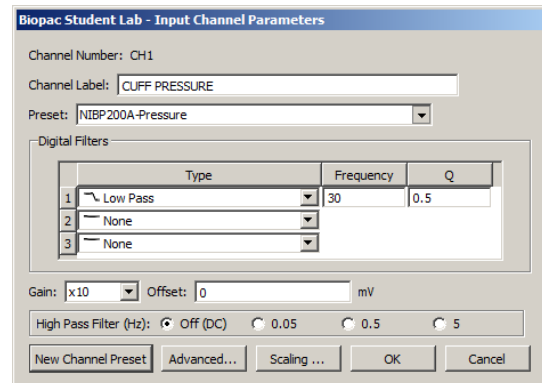 Biopac Student Lab - Input Channel Parameters
Channel Number: CH1
Channel Label: CUFF PRESSURE
Preset: NIBP200A-Pressure
Digital Filters
Type Frequency Q
1 Low Pass 30 0.5
2 None
3 None
Gain: x10 Offset: 0 mV
High Pass Filter (Hz): Off (DC) 0.05 0.5 5
New Channel Preset Advanced... Scaling ... OK Cancel